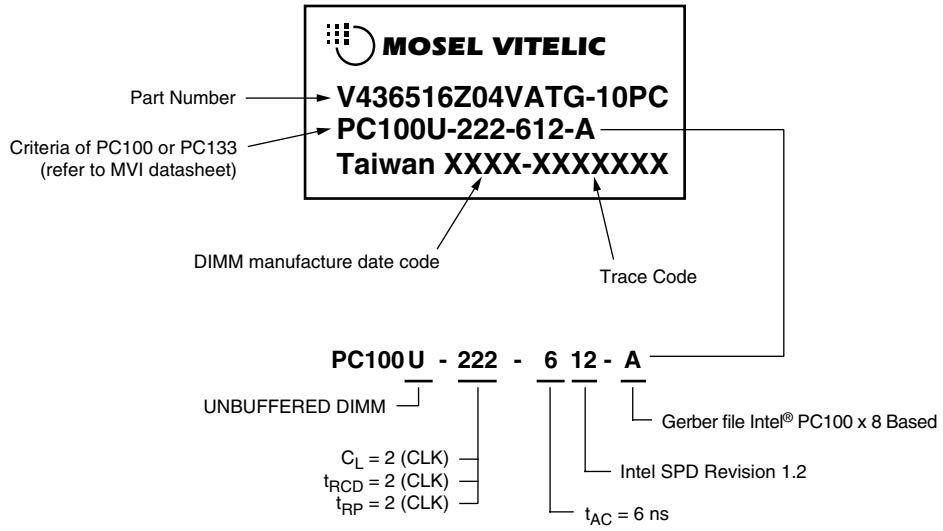 MOSEL VITELIC
Part Number
V436516Z04VATG-10PC
Criteria of PC100 or PC133
(refer to MVI datasheet)
PC100U-222-612-A
Taiwan XXXX-XXXXXXX
DIMM manufacture date code
Trace Code
PC100 U - 222 - 6 12 - A
UNBUFFERED DIMM
Gerber file Intel® PC100 x 8 Based
CL = 2 (CLK)
tRCD = 2 (CLK)
tRP = 2 (CLK)
Intel SPD Revision 1.2
tAC = 6 ns